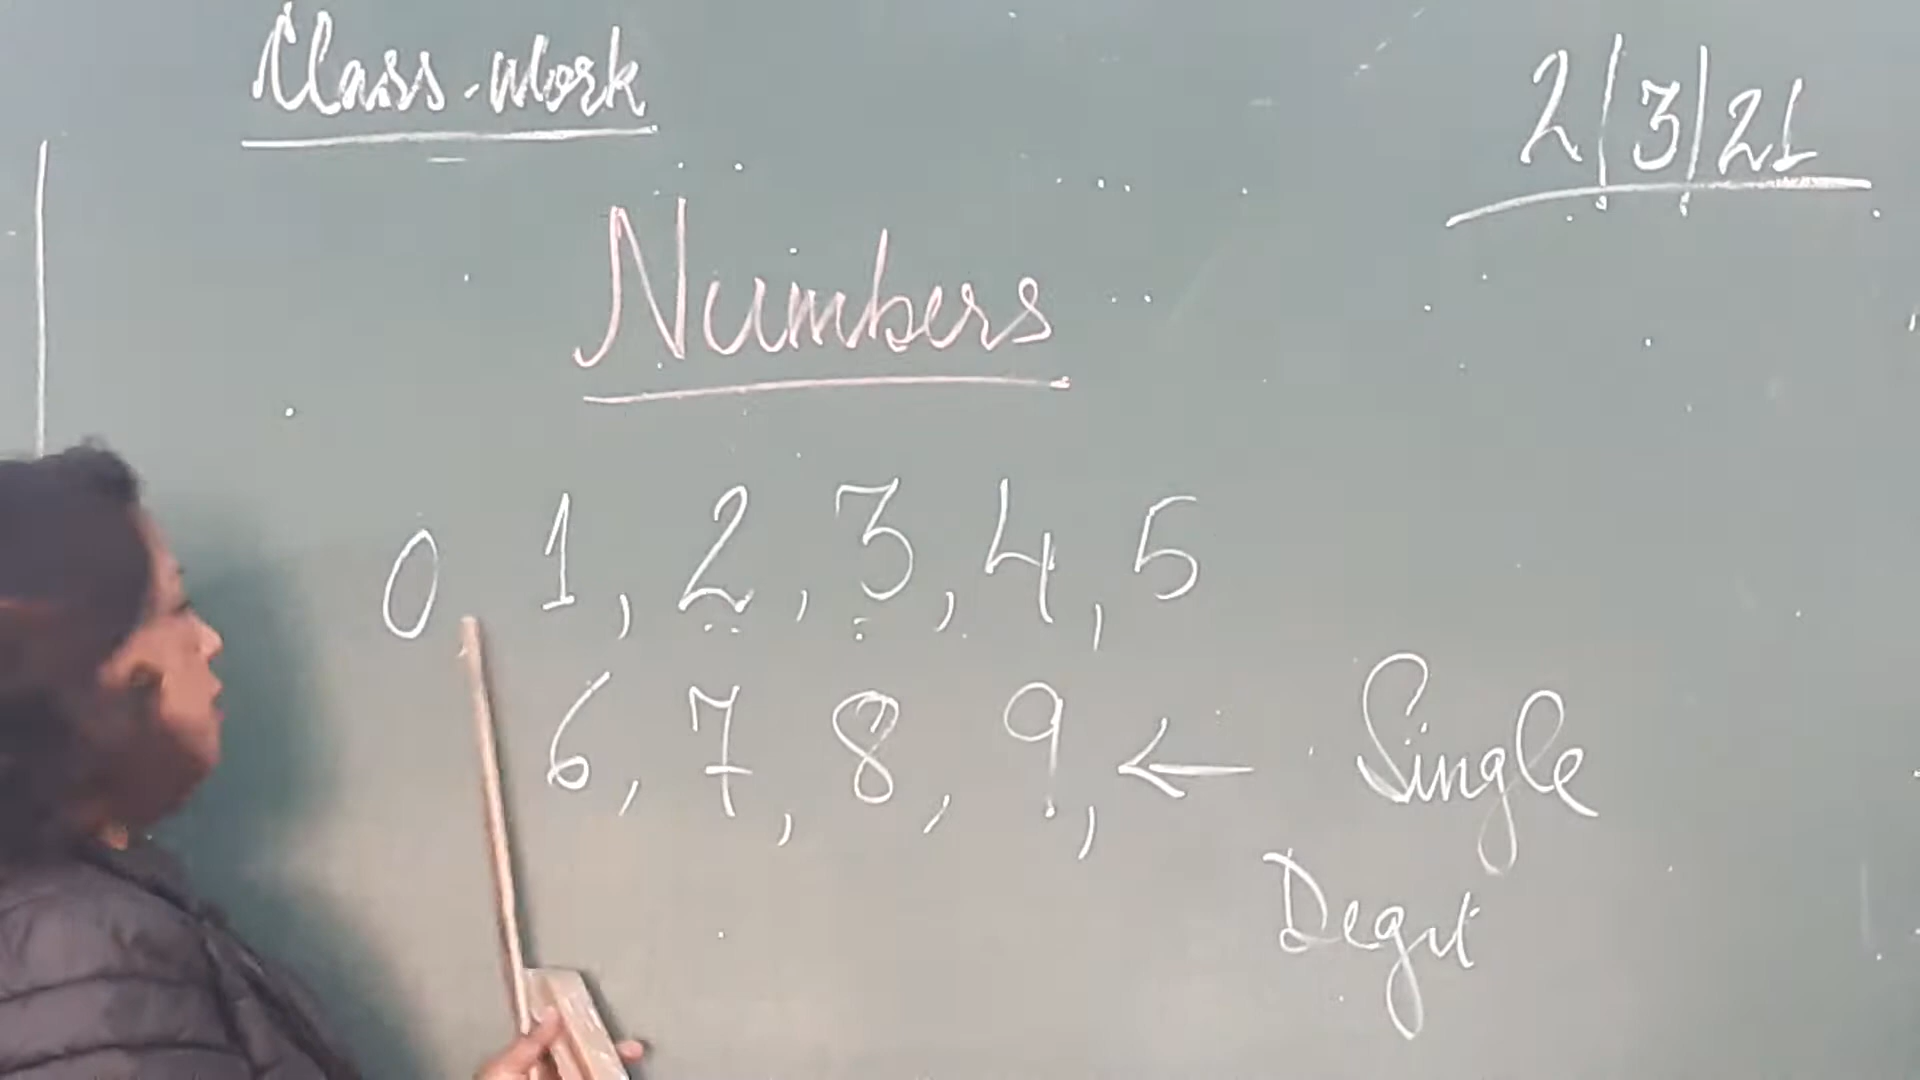 Class-work
2/3/21
Numbers
0, 1, 2, 3, 4, 5
6, 7, 8, 9, ← Single
Degit